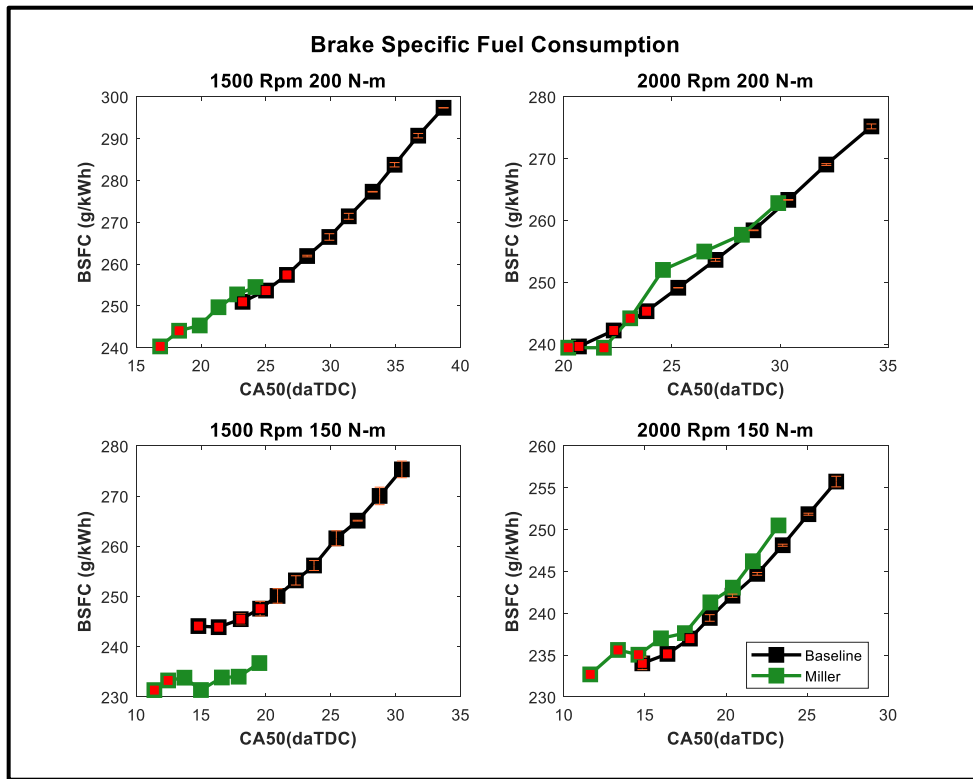 Brake Specific Fuel Consumption
1500 Rpm 200 N-m
300
290
280
270
260
250
240
BSFC (g/kWh)
15 20 25 30 35 40
CA50(daTDC)
2000 Rpm 200 N-m
280
270
260
250
240
BSFC (g/kWh)
20 25 30 35
CA50(daTDC)
1500 Rpm 150 N-m
280
270
260
250
240
230
BSFC (g/kWh)
10 15 20 25 30 35
CA50(daTDC)
2000 Rpm 150 N-m
260
255
250
245
240
235
230
BSFC (g/kWh)
10 15 20 25 30
CA50(daTDC)
Baseline
Miller